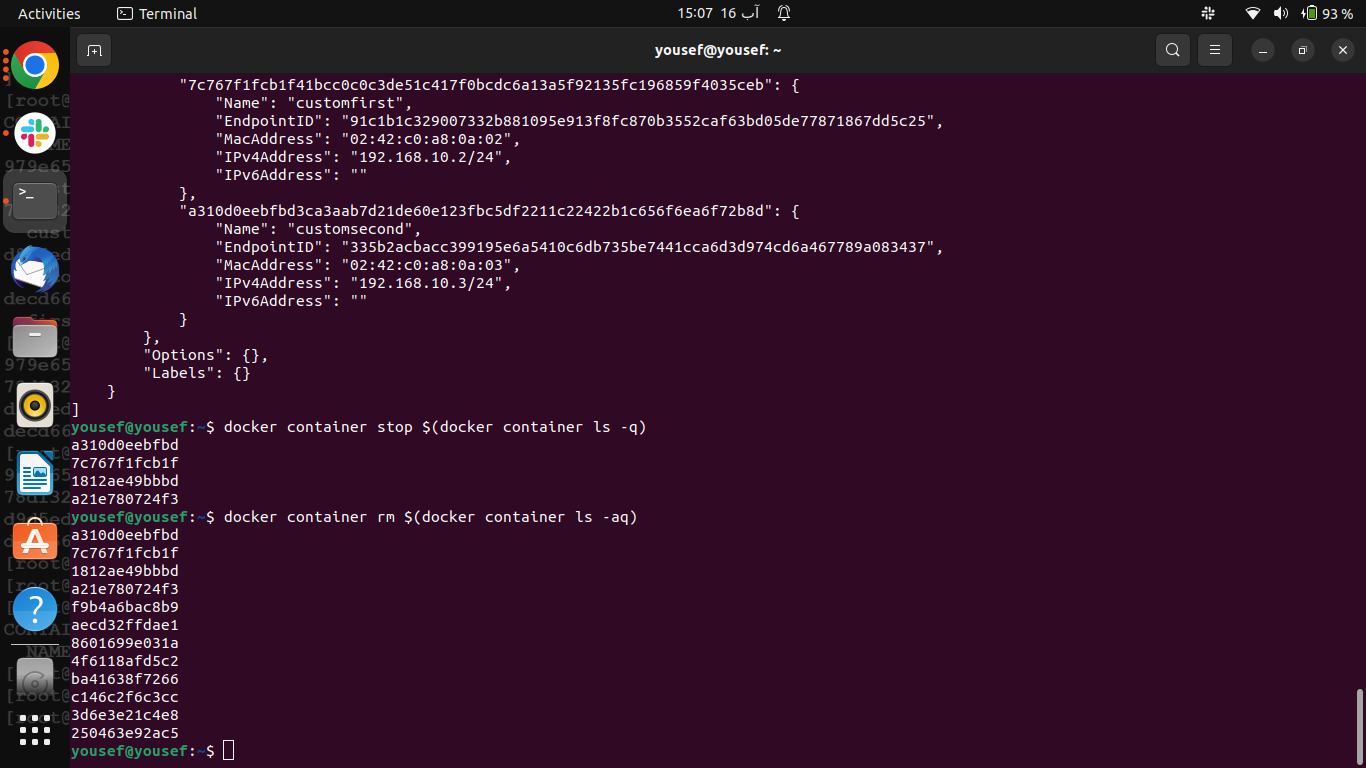 Activities
Terminal
15:07 16 آب
93 %
yousef@yousef: ~
"7c767f1fcb1f41bcc0c0c3de51c417f0bcdc6a13a5f92135fc196859f4035ceb": {
"Name": "customfirst",
"EndpointID": "91c1b1c329007332b881095e913f8fc870b3552caf63bd05de77871867dd5c25",
"MacAddress": "02:42:c0:a8:0a:02",
"IPv4Address": "192.168.10.2/24",
"IPv6Address": ""
},
"a310d0eebfbd3ca3aab7d21de60e123fbc5df2211c22422b1c656f6ea6f72b8d": {
"Name": "customsecond",
"EndpointID": "335b2acbacc399195e6a5410c6db735be7441cca6d3d974cd6a467789a083437",
"MacAddress": "02:42:c0:a8:0a:03",
"IPv4Address": "192.168.10.3/24",
"IPv6Address": ""
}
},
"Options": {},
"Labels": {}
}
]
yousef@yousef:~$ docker container stop $(docker container ls -q)
a310d0eebfbd
7c767f1fcb1f
1812ae49bbbd
a21e780724f3
yousef@yousef:~$ docker container rm $(docker container ls -aq)
a310d0eebfbd
7c767f1fcb1f
1812ae49bbbd
a21e780724f3
f9b4a6bac8b9
aecd32ffdae1
8601699e031a
4f6118afd5c2
ba41638f7266
c146c2f6c3cc
3d6e3e21c4e8
250463e92ac5
yousef@yousef:~$